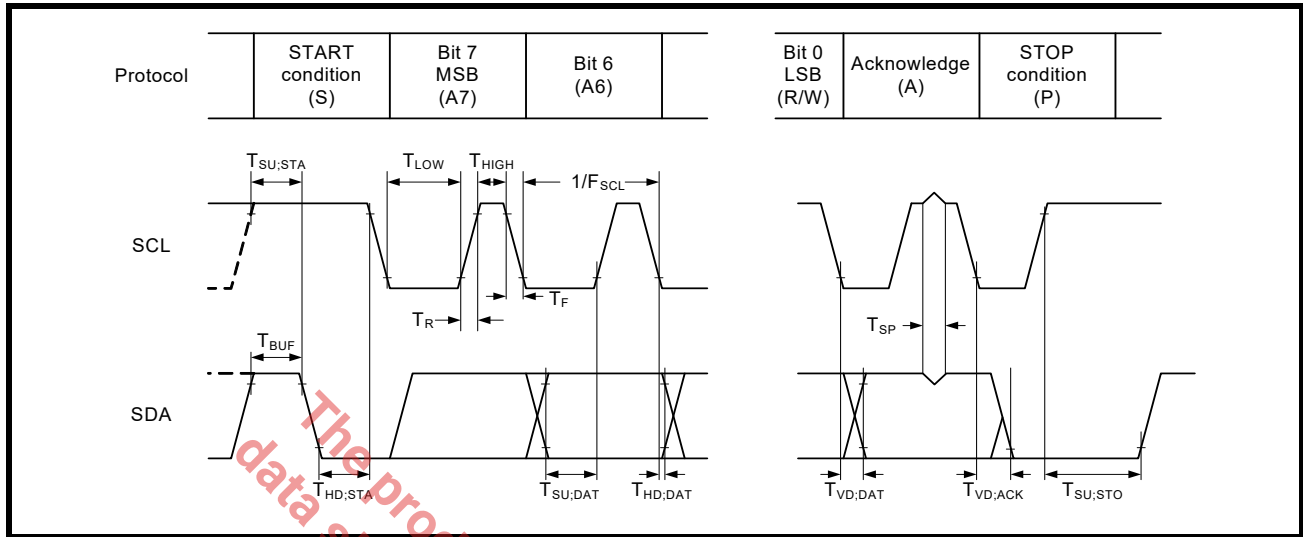 Protocol
START
condition
(S)
Bit 7
MSB
(A7)
Bit 6
(A6)
Bit 0
LSB
(R/W)
Acknowledge
(A)
STOP
condition
(P)
TSU;STA
TLOW
THIGH
1/FSCL
SCL
TF
TR
TSP
TBUF
SDA
THD;STA
TSU;DAT
THD;DAT
TVD;DAT
TVD;ACK
TSU;STO
The
data